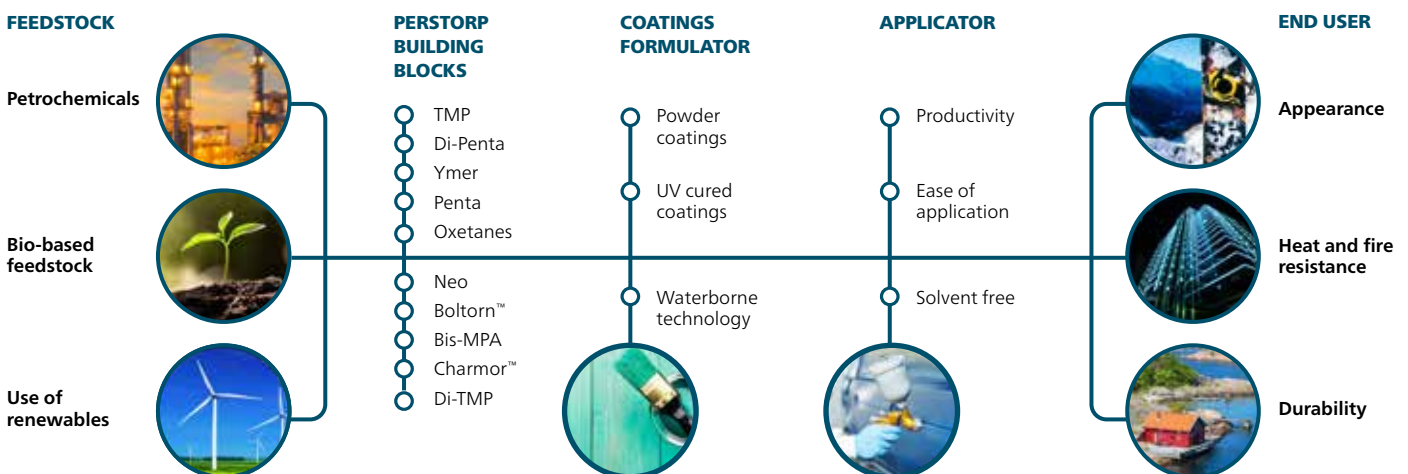 FEEDSTOCK
Petrochemicals
Bio-based
feedstock
Use of
renewables
PERSTORP
BUILDING
BLOCKS
TMP
Di-Penta
Ymer
Penta
Oxetanes
Neo
Boltorn™
Bis-MPA
Charmor™
Di-TMP
COATINGS
FORMULATOR
Powder
coatings
UV cured
coatings
Waterborne
technology
APPLICATOR
Productivity
Ease of
application
Solvent free
END USER
Appearance
Heat and fire
resistance
Durability